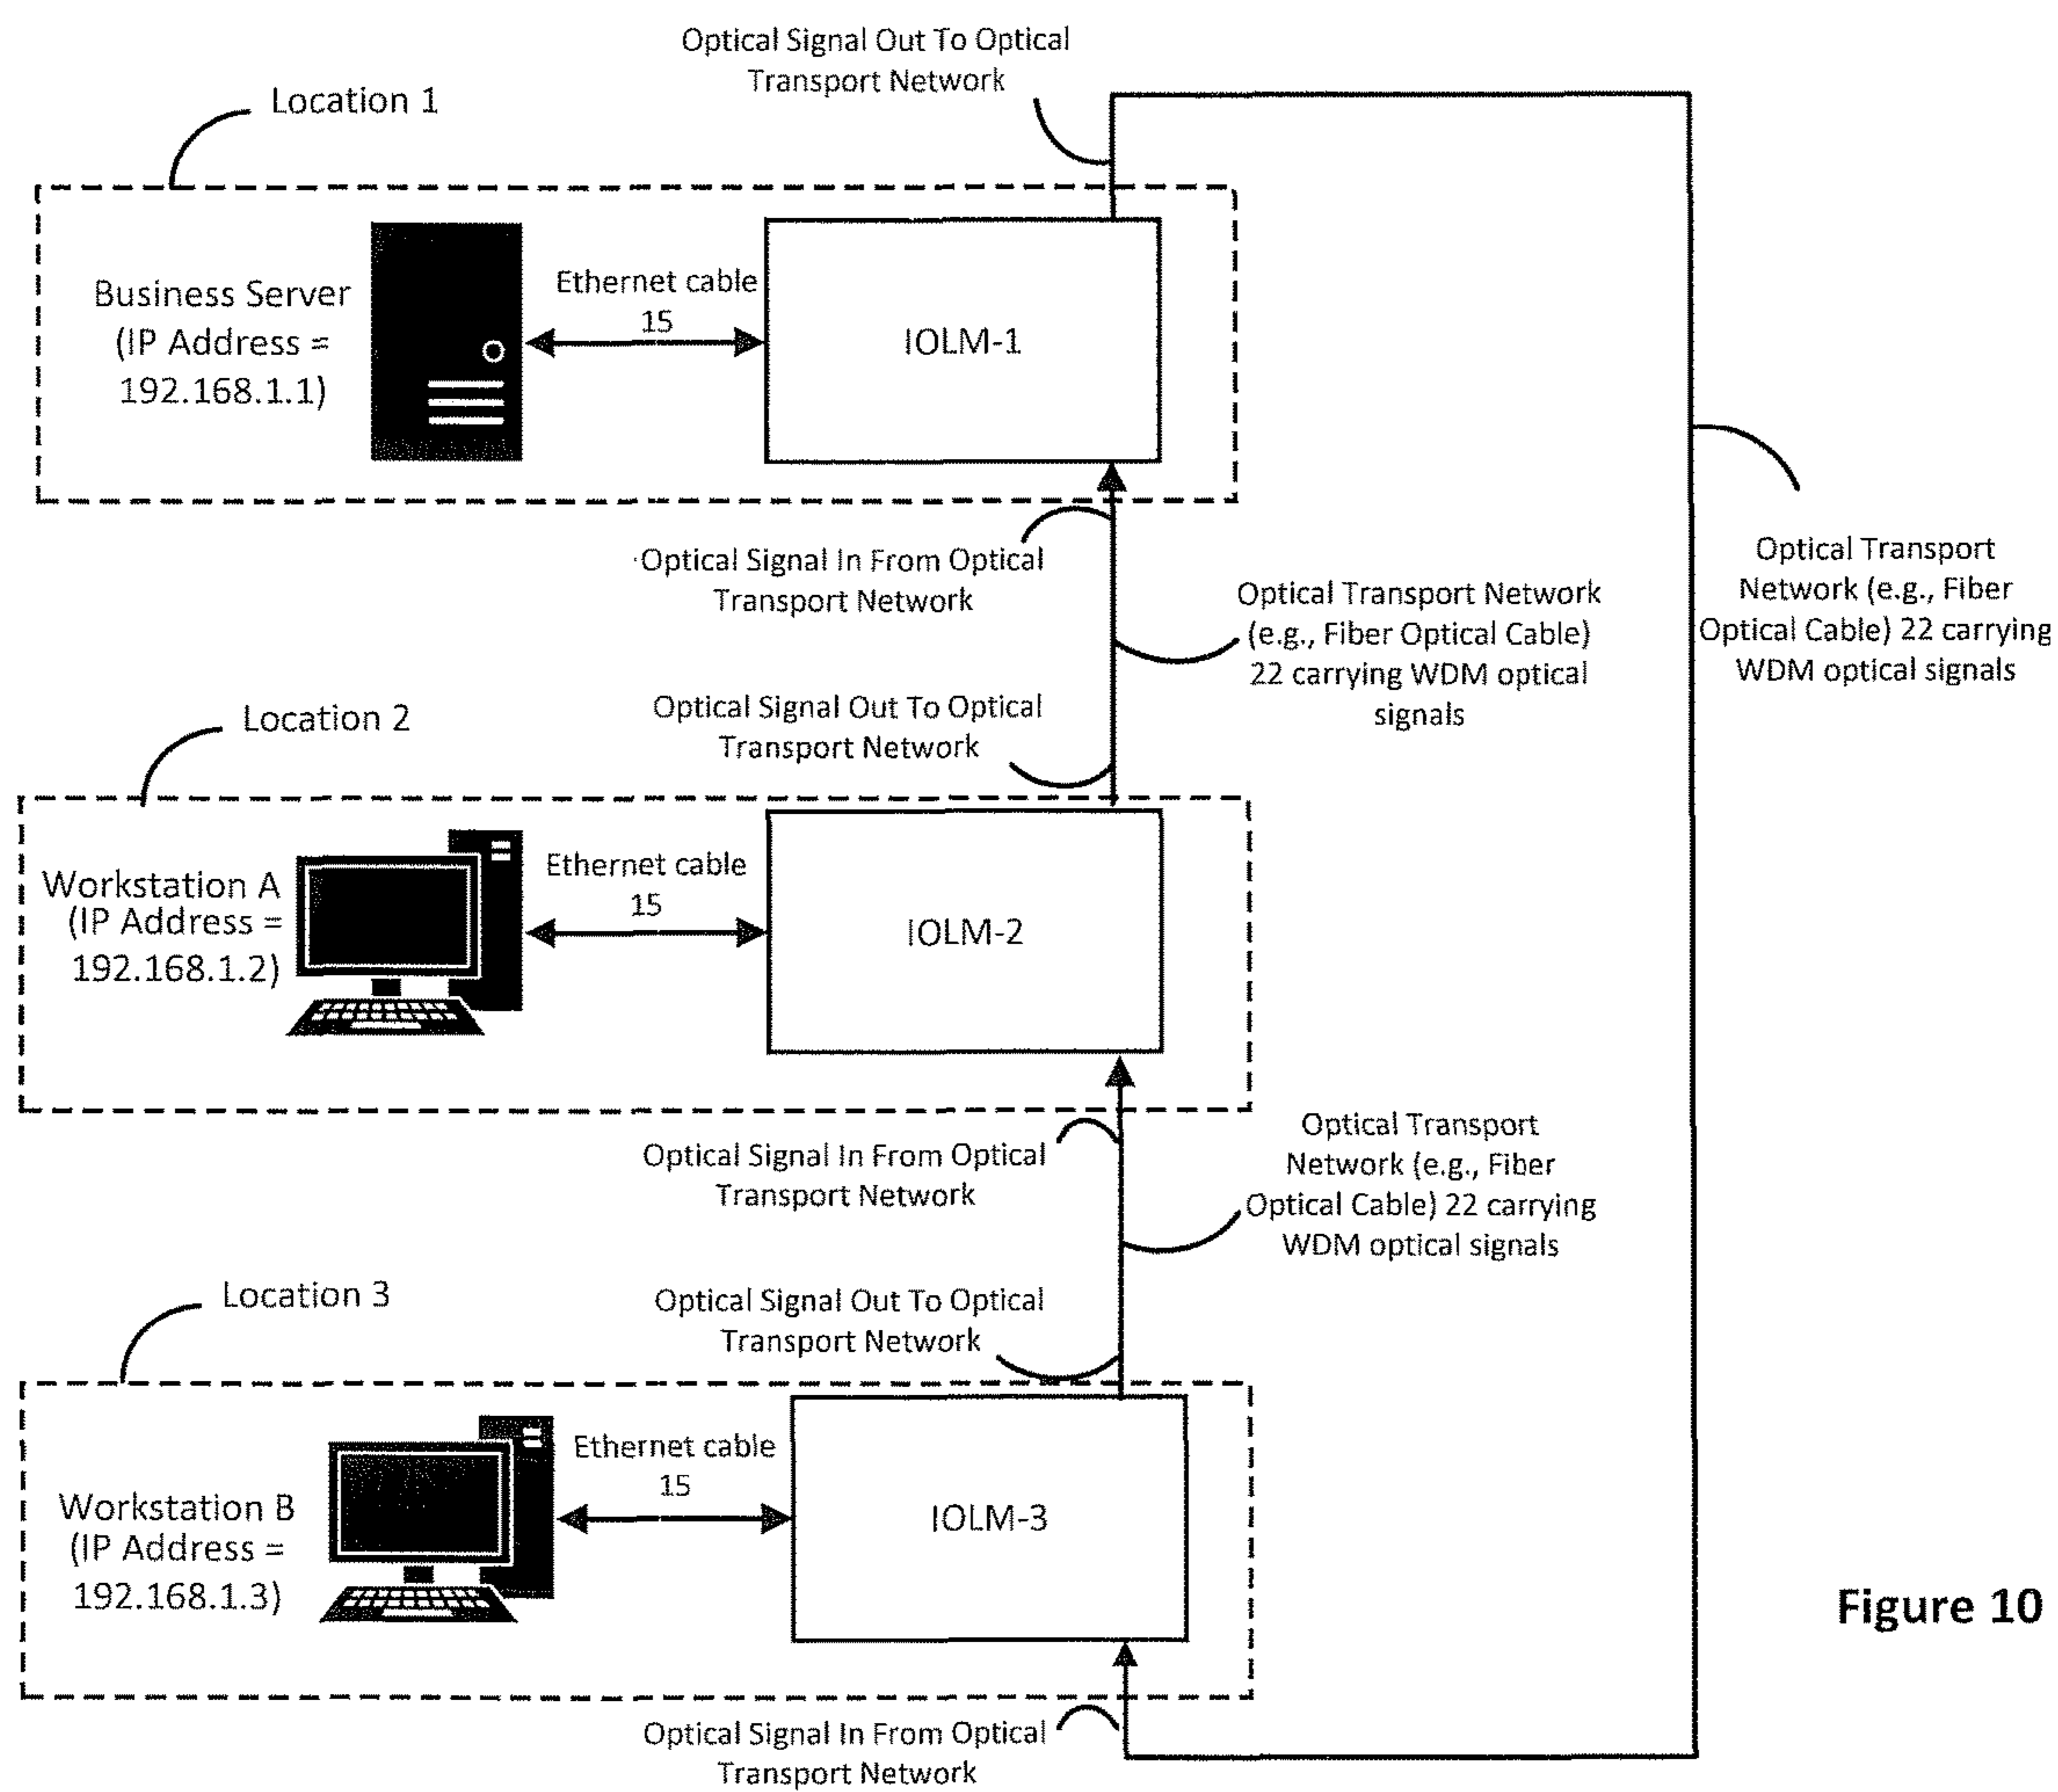 Optical Signal Out To Optical
Transport Network
Location 1
Business Server
(IP Address =
192.168.1.1)
Ethernet cable
15
IOLM-1
Optical Signal In From Optical
Transport Network
Optical Transport Network
(e.g., Fiber Optical Cable)
22 carrying WDM optical
signals
Optical Transport
Network (e.g., Fiber
Optical Cable) 22 carrying
WDM optical signals
Optical Signal Out To Optical
Transport Network
Location 2
Workstation A
(IP Address =
192.168.1.2)
Ethernet cable
15
IOLM-2
Optical Signal In From Optical
Transport Network
Optical Transport
Network (e.g., Fiber
Optical Cable) 22 carrying
WDM optical signals
Location 3
Optical Signal Out To Optical
Transport Network
Workstation B
(IP Address =
192.168.1.3)
Ethernet cable
15
IOLM-3
Optical Signal In From Optical
Transport Network
Figure 10